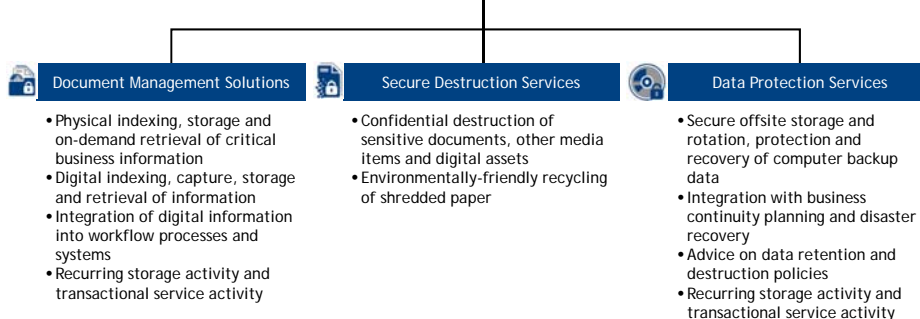 Document Management Solutions
• Physical indexing, storage and
on-demand retrieval of critical
business information
• Digital indexing, capture, storage
and retrieval of information
• Integration of digital information
into workflow processes and
systems
• Recurring storage activity and
transactional service activity
Secure Destruction Services
• Confidential destruction of
sensitive documents, other media
items and digital assets
• Environmentally-friendly recycling
of shredded paper
Data Protection Services
• Secure offsite storage and
rotation, protection and
recovery of computer backup
data
• Integration with business
continuity planning and disaster
recovery
• Advice on data retention and
destruction policies
• Recurring storage activity and
transactional service activity